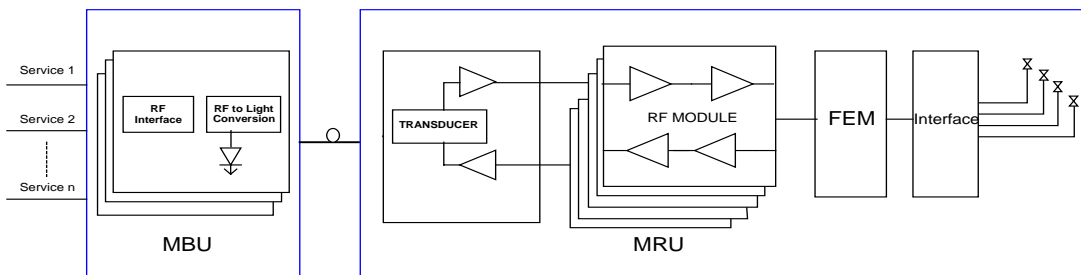 Service 1
Service 2
Service n
RF
Interface
RF to Light
Conversion
MBU
TRANSDUCER
RF MODULE
MRU
FEM
Interface